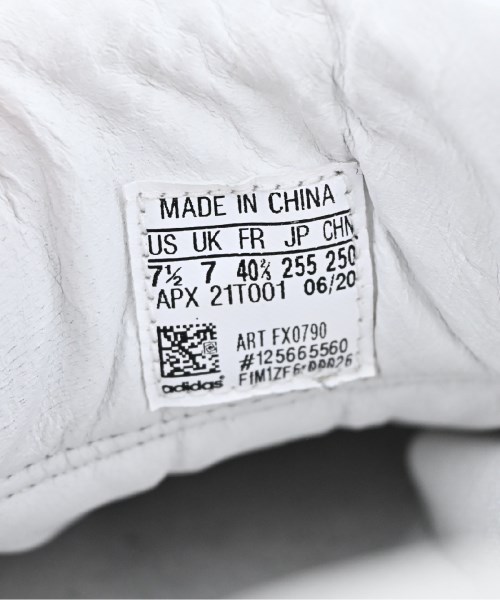 MADE IN CHINA
US UK FR JP CHN
7½ 7 40⅔ 255 250
APX 21T001 06/20
ART FX0790
#125665560
adidas